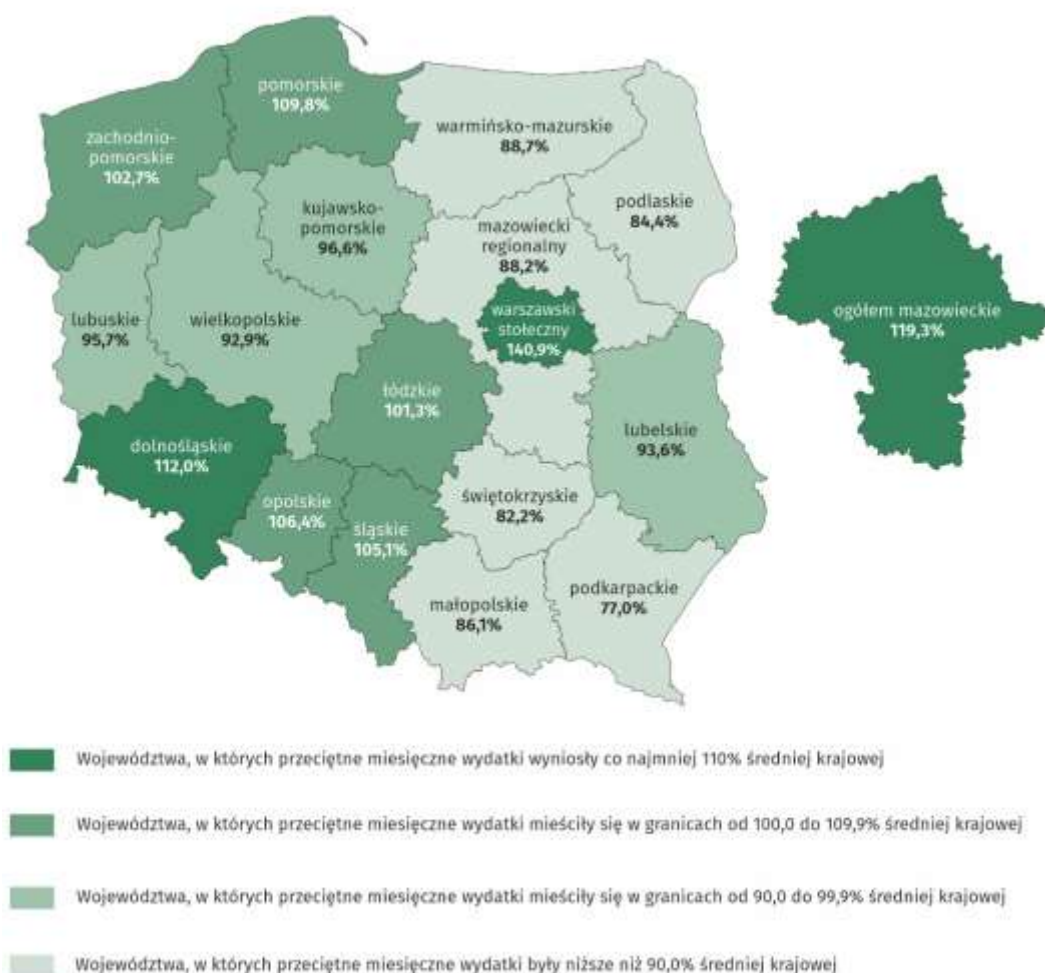 pomorskie
109,8%
zachodnio-
pomorskie
102,7%
warmińsko-mazurskie
88,7%
podlaskie
84,4%
kujawsko-
pomorskie
96,6%
mazowiecki
regionalny
88,2%
warszawski
stołeczny
140,9%
ogółem mazowieckie
119,3%
lubuskie
95,7%
wielkopolskie
92,9%
łódzkie
101,3%
lubelskie
93,6%
dolnośląskie
112,0%
opolskie
106,4%
śląskie
105,1%
świętokrzyskie
82,2%
małopolskie
86,1%
podkarpackie
77,0%
Województwa, w których przeciętne miesięczne wydatki wyniosły co najmniej 110% średniej krajowej
Województwa, w których przeciętne miesięczne wydatki mieściły się w granicach od 100,0 do 109,9% średniej krajowej
Województwa, w których przeciętne miesięczne wydatki mieściły się w granicach od 90,0 do 99,9% średniej krajowej
Województwa, w których przeciętne miesięczne wydatki były niższe niż 90,0% średniej krajowej